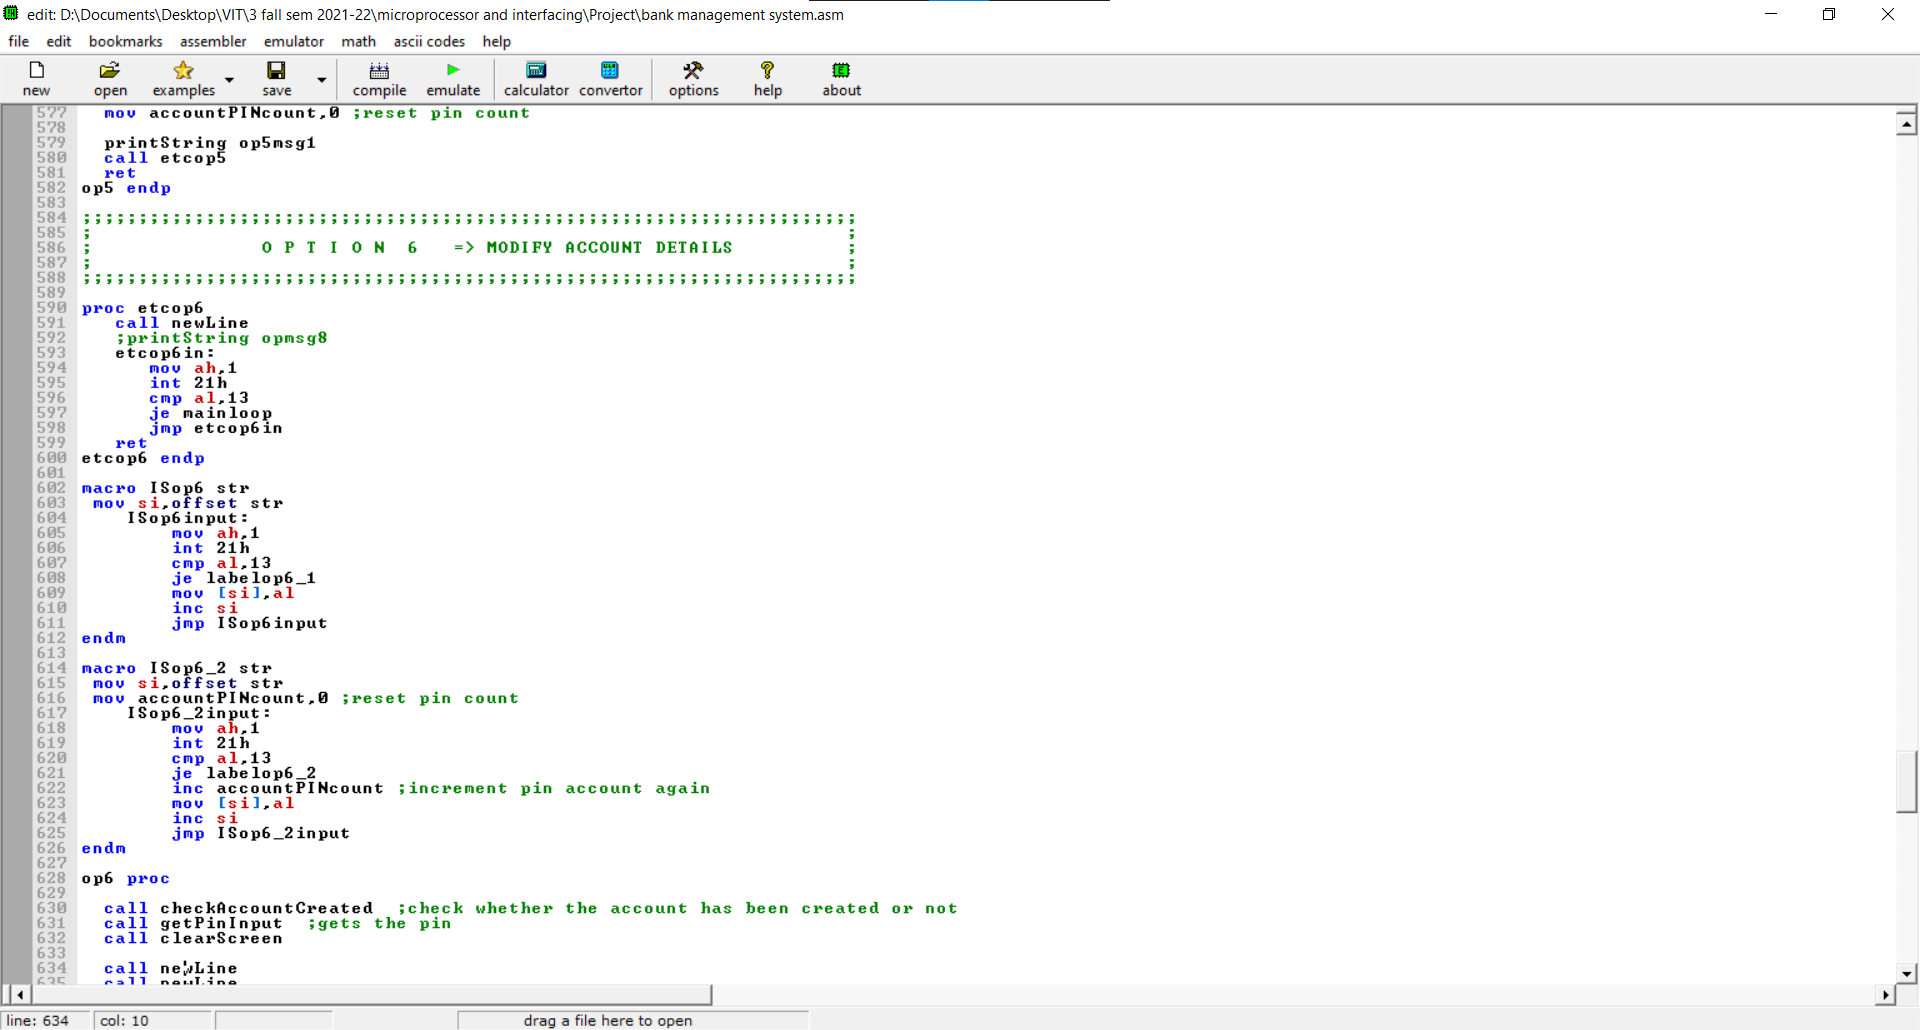 edit: D:\Documents\Desktop\VIT\3 fall sem 2021-22\microprocessor and interfacing\Project\bank management system.asm
file edit bookmarks assembler emulator math ascii codes help
new open examples save compile emulate calculator convertor options help about
577 mov accountPINcount,0 ;reset pin count
578
579 printString op5msg1
580 call etcop5
581 ret
582 op5 endp
583
584 ;;;;;;;;;;;;;;;;;;;;;;;;;;;;;;;;;;;;;;;;;;;;;;;;;;;;;;;;;;;;;;;;;;;;;
585 ; ;
586 ; O P T I O N 6 => MODIFY ACCOUNT DETAILS ;
587 ; ;
588 ;;;;;;;;;;;;;;;;;;;;;;;;;;;;;;;;;;;;;;;;;;;;;;;;;;;;;;;;;;;;;;;;;;;;;
589
590 proc etcop6
591 call newLine
592 ;printString opmsg8
593 etcop6in:
594 mov ah,1
595 int 21h
596 cmp al,13
597 je mainloop
598 jmp etcop6in
599 ret
600 etcop6 endp
601
602 macro ISop6 str
603 mov si,offset str
604 ISop6input:
605 mov ah,1
606 int 21h
607 cmp al,13
608 je labelop6_1
609 mov [si],al
610 inc si
611 jmp ISop6input
612 endm
613
614 macro ISop6_2 str
615 mov si,offset str
616 mov accountPINcount,0 ;reset pin count
617 ISop6_2input:
618 mov ah,1
619 int 21h
620 cmp al,13
621 je labelop6_2
622 inc accountPINcount ;increment pin account again
623 mov [si],al
624 inc si
625 jmp ISop6_2input
626 endm
627
628 op6 proc
629
630 call checkAccountCreated ;check whether the account has been created or not
631 call getPinInput ;gets the pin
632 call clearScreen
633
634 call newLine
635 call newLine
line: 634 col: 10 drag a file here to open